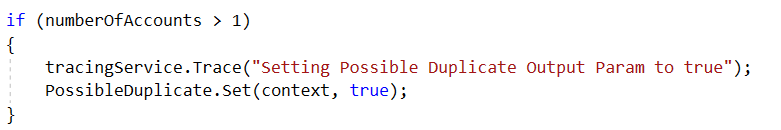 if (numberOfAccounts > 1)
{
    tracingService.Trace("Setting Possible Duplicate Output Param to true");
    PossibleDuplicate.Set(context, true);
}